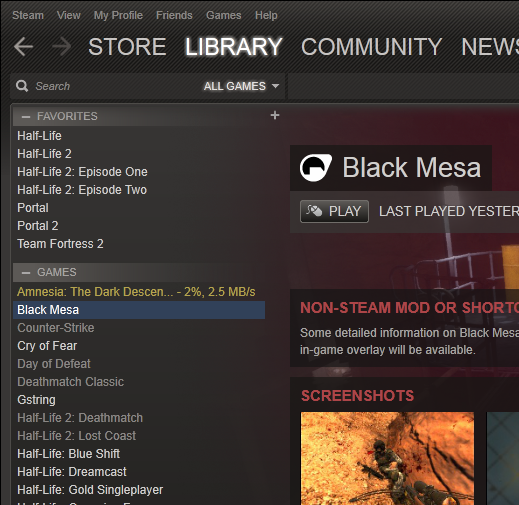 Steam View My Profile Friends Games Help
STORE LIBRARY COMMUNITY NEWS
Search ALL GAMES
FAVORITES
Half-Life
Half-Life 2
Half-Life 2: Episode One
Half-Life 2: Episode Two
Portal
Portal 2
Team Fortress 2
GAMES
Amnesia: The Dark Descen... - 2%, 2.5 MB/s
Black Mesa
Counter-Strike
Cry of Fear
Day of Defeat
Deathmatch Classic
Gstring
Half-Life 2: Deathmatch
Half-Life 2: Lost Coast
Half-Life: Blue Shift
Half-Life: Dreamcast
Half-Life: Gold Singleplayer
Black Mesa
PLAY LAST PLAYED YESTER
NON-STEAM MOD OR SHORTC
Some detailed information on Black Mesa
in-game overlay will be available.
SCREENSHOTS